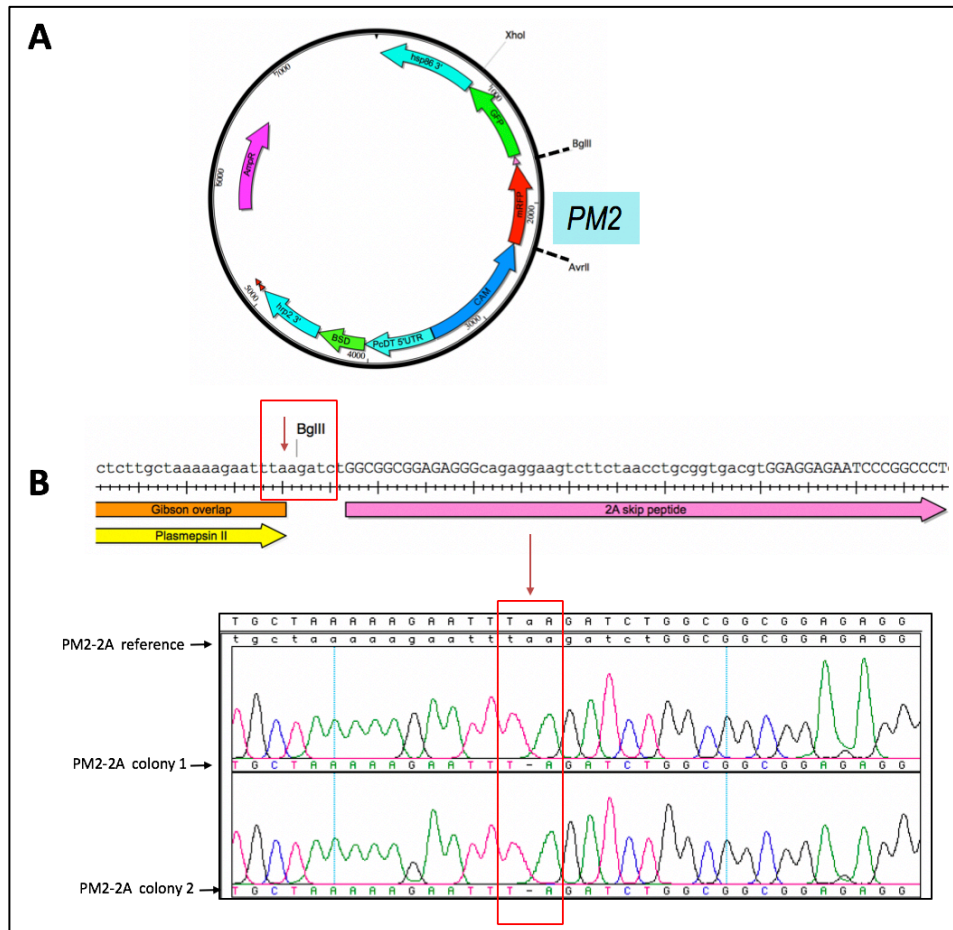 A
XhoI
hsp86 3'
7000
1000
GFP
BglII
AmpR
6000
mRFP
2000
PM2
AvrII
CAM
5000
hrp2 3'
3000
BSD
PcDT 5'UTR
4000
BglII
ctcttgctaaaaagaatttaagatctGGCGGCGGAGAGGGcagaggaagtcttctaacctgcggtgacgtGGAGGAGAATCCCGGCCCT
B
Gibson overlap
2A skip peptide
Plasmepsin II
T G C T A A A A A G A A T T T a A G A T C T G G C G G C G G A G A G G
PM2-2A reference
t g c t a a a a a g a a t t t a a g a t c t G G C G G C G G A G A G G
PM2-2A colony 1
T G C T A A A A A G A A T T T - A G A T C T G G C G G C G G A G A G G
PM2-2A colony 2
T G C T A A A A A G A A T T T - A G A T C T G G C G G C G G A G A G G